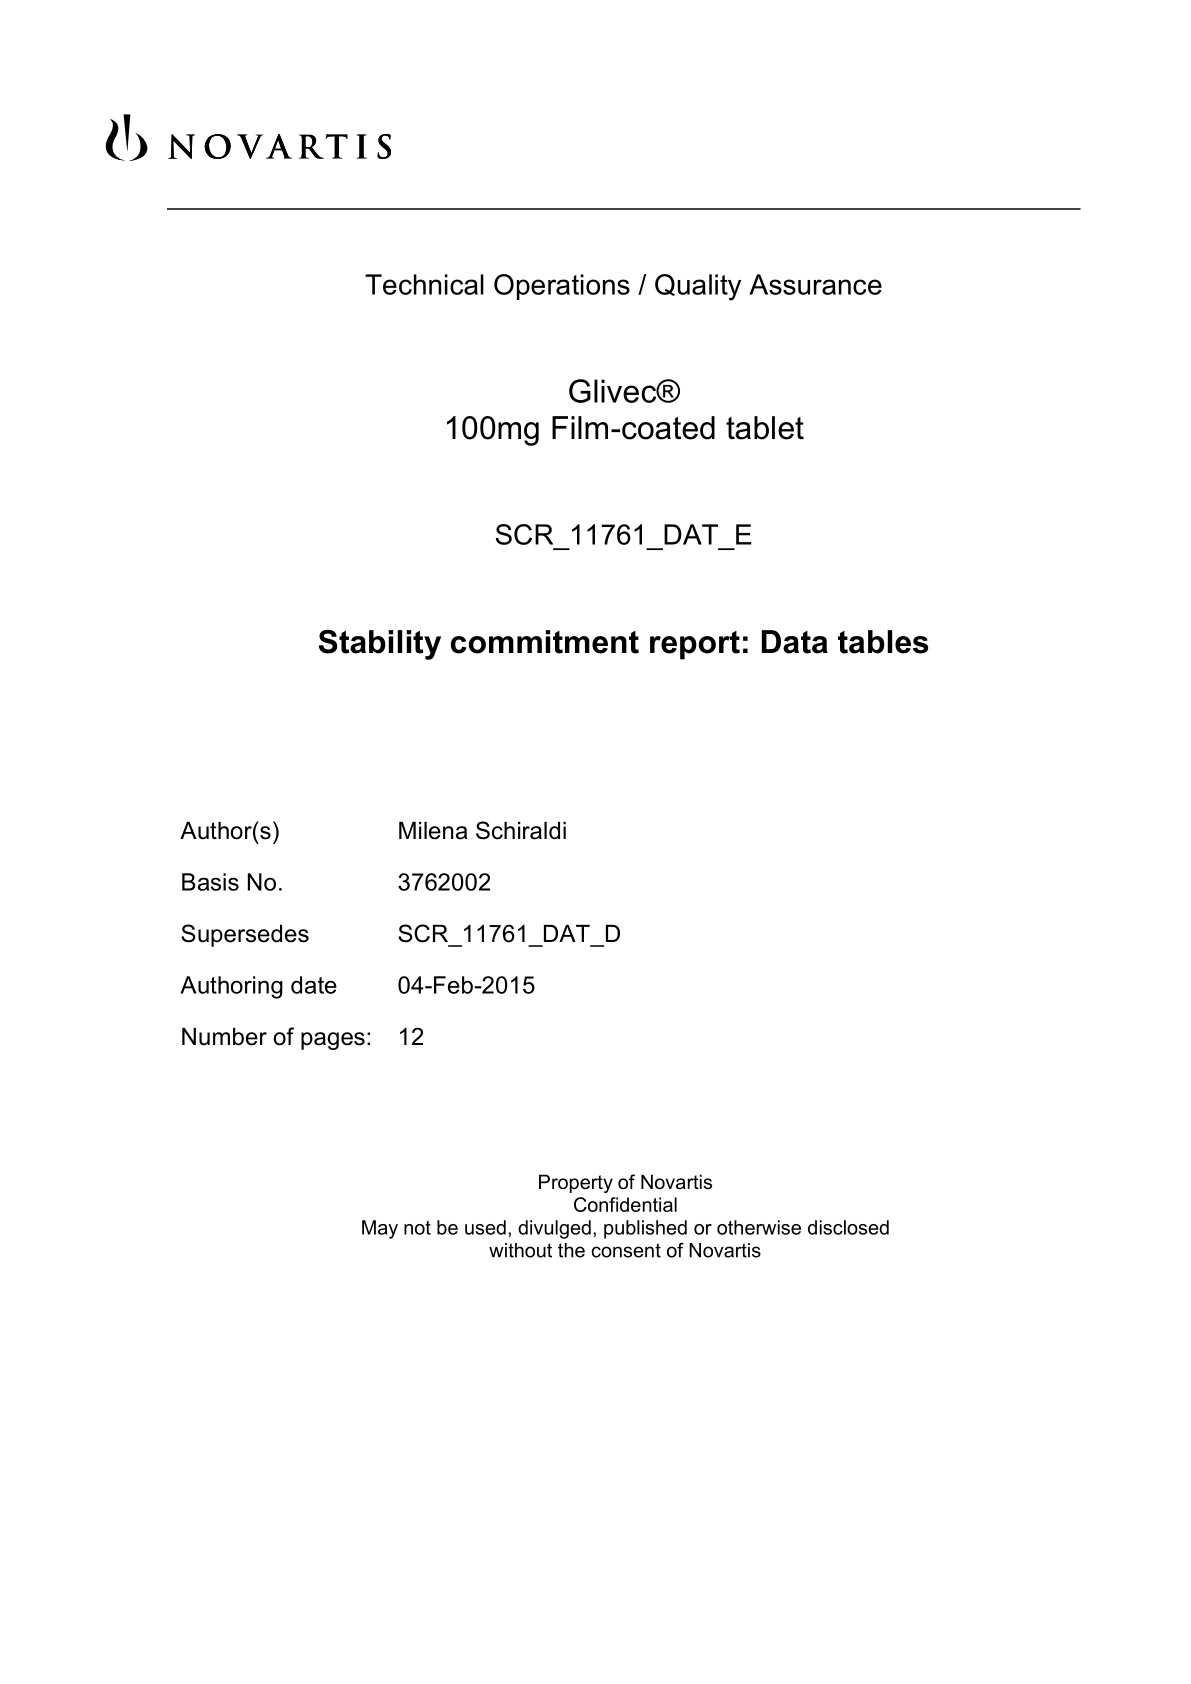 NOVARTIS
Technical Operations / Quality Assurance
Glivec®
100mg Film-coated tablet
SCR_11761_DAT_E
Stability commitment report: Data tables
Author(s) Milena Schiraldi
Basis No. 3762002
Supersedes SCR_11761_DAT_D
Authoring date 04-Feb-2015
Number of pages: 12
Property of Novartis
Confidential
May not be used, divulged, published or otherwise disclosed
without the consent of Novartis